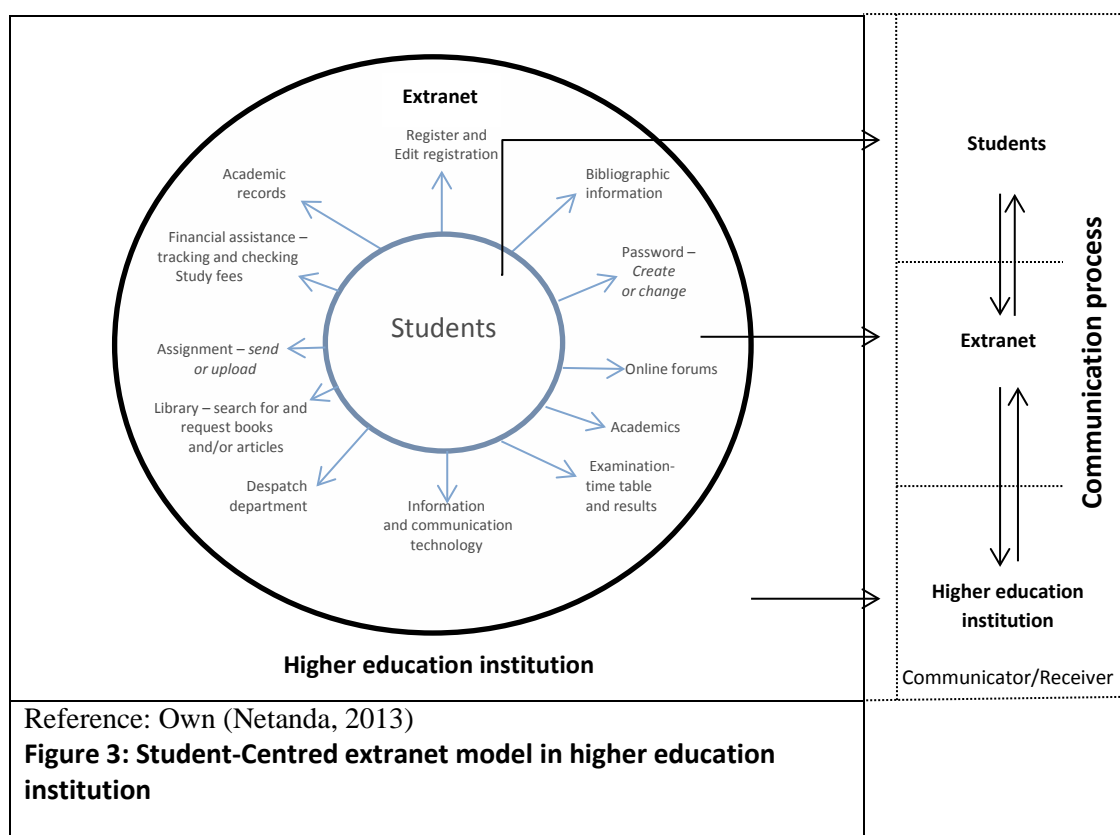 Extranet
Register and
Edit registration
Academic
records
Bibliographic
information
Financial assistance –
tracking and checking
Study fees
Password –
Create
or change
Students
Assignment – send
or upload
Online forums
Library – search for and
request books
and/or articles
Academics
Examination-
time table
and results
Despatch
department
Information
and communication
technology
Higher education institution
Students
Extranet
Higher education
institution
Communication process
Communicator/Receiver
Reference: Own (Netanda, 2013)
Figure 3: Student-Centred extranet model in higher education
institution